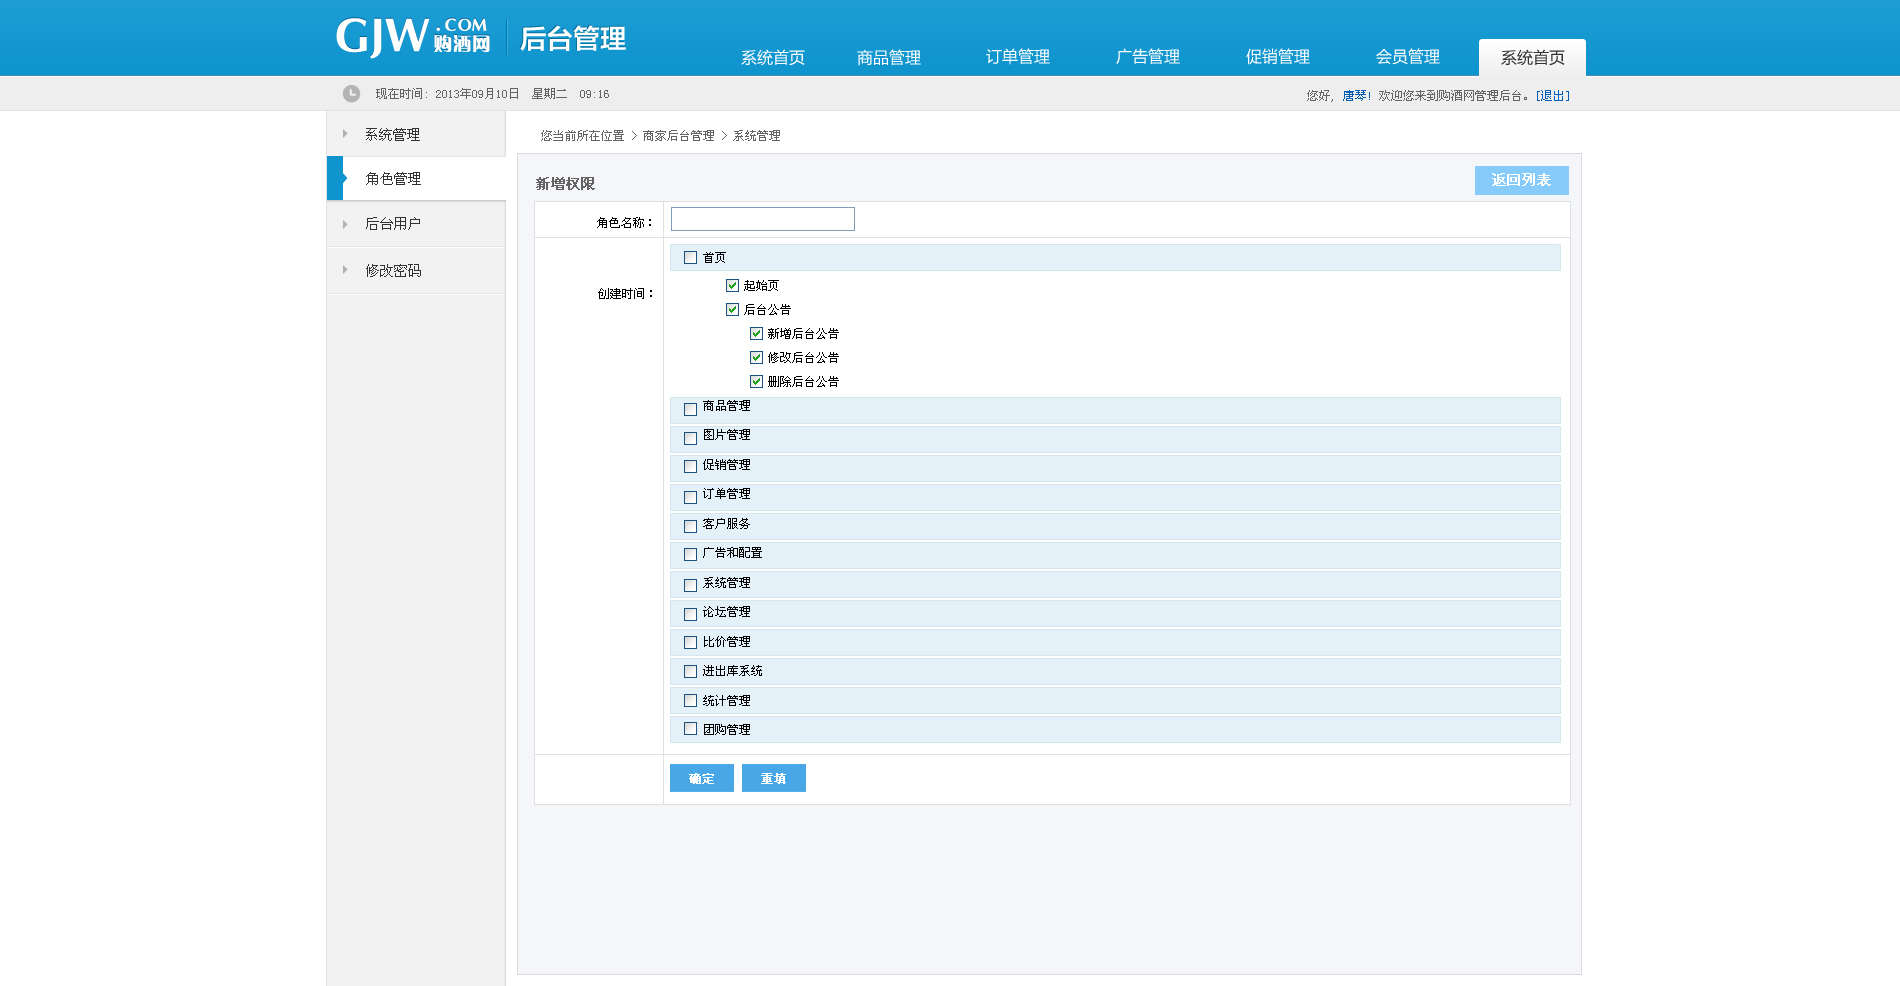 GJW.COM 购酒网 后台管理
系统首页 商品管理 订单管理 广告管理 促销管理 会员管理 系统首页
现在时间: 2013年09月10日 星期二 09:16
您好, 唐琴! 欢迎您来到购酒网管理后台。[退出]
系统管理
角色管理
后台用户
修改密码
您当前所在位置 > 商家后台管理 > 系统管理
新增权限
返回列表
角色名称：
创建时间：
首页
起始页
后台公告
新增后台公告
修改后台公告
删除后台公告
商品管理
图片管理
促销管理
订单管理
客户服务
广告和配置
系统管理
论坛管理
比价管理
进出库系统
统计管理
团购管理
确定 重填